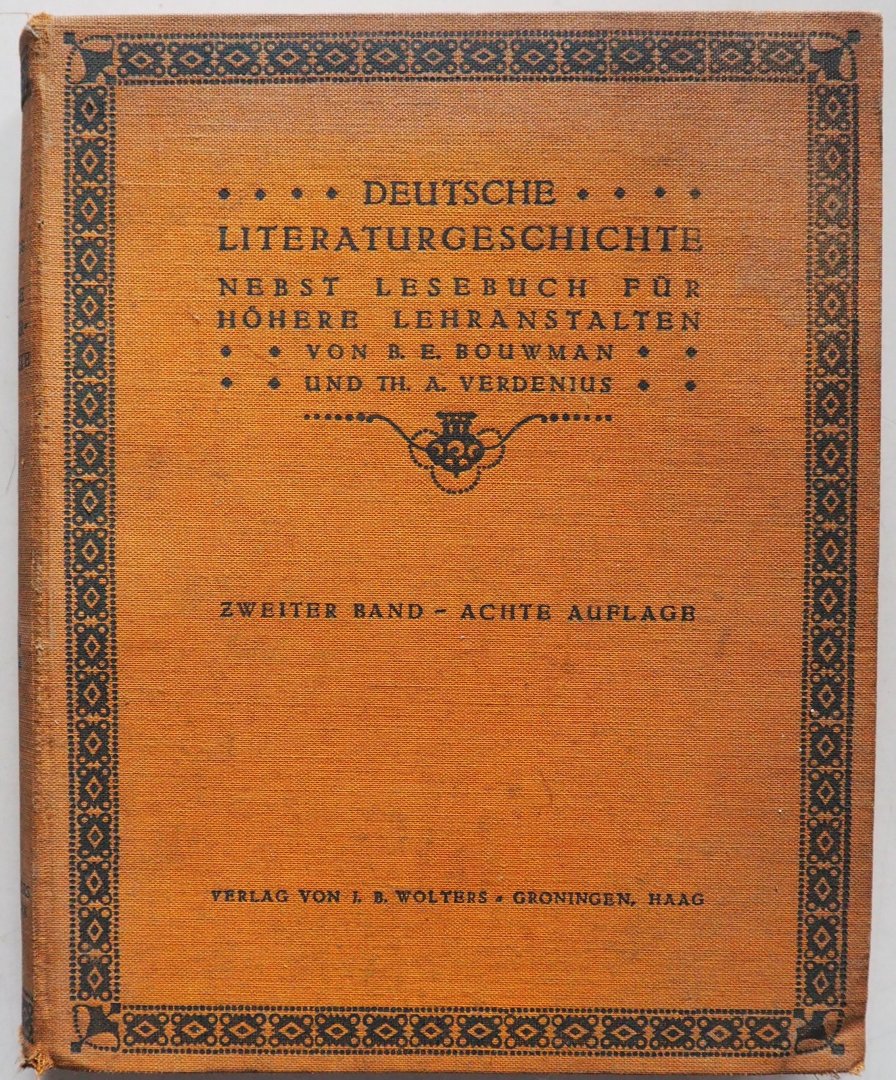 DEUTSCHE
LITERATURGESCHICHTE
NEBST LESEBUCH FÜR
HÖHERE LEHRANSTALTEN
VON B. E. BOUWMAN
UND TH. A. VERDENIUS
ZWEITER BAND - ACHTE AUFLAGE
VERLAG VON J. B. WOLTERS - GRONINGEN, HAAG